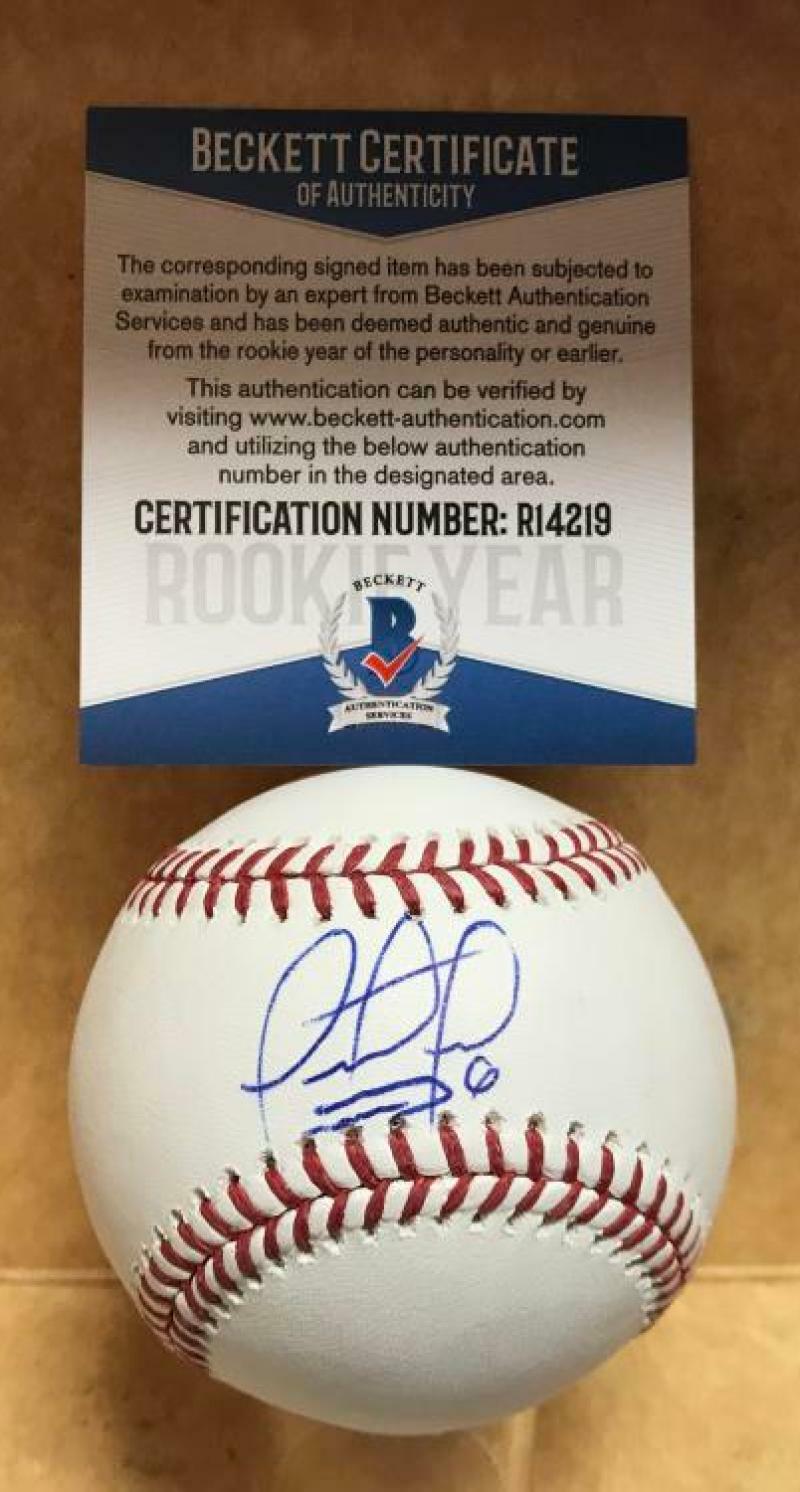 BECKETT CERTIFICATE
OF AUTHENTICITY
The corresponding signed item has been subjected to
examination by an expert from Beckett Authentication
Services and has been deemed authentic and genuine
from the rookie year of the personality or earlier.
This authentication can be verified by
visiting www.beckett-authentication.com
and utilizing the below authentication
number in the designated area.
CERTIFICATION NUMBER: R14219
ROOKIE YEAR
BECKETT
B
AUTHENTICATION
SERVICES
6